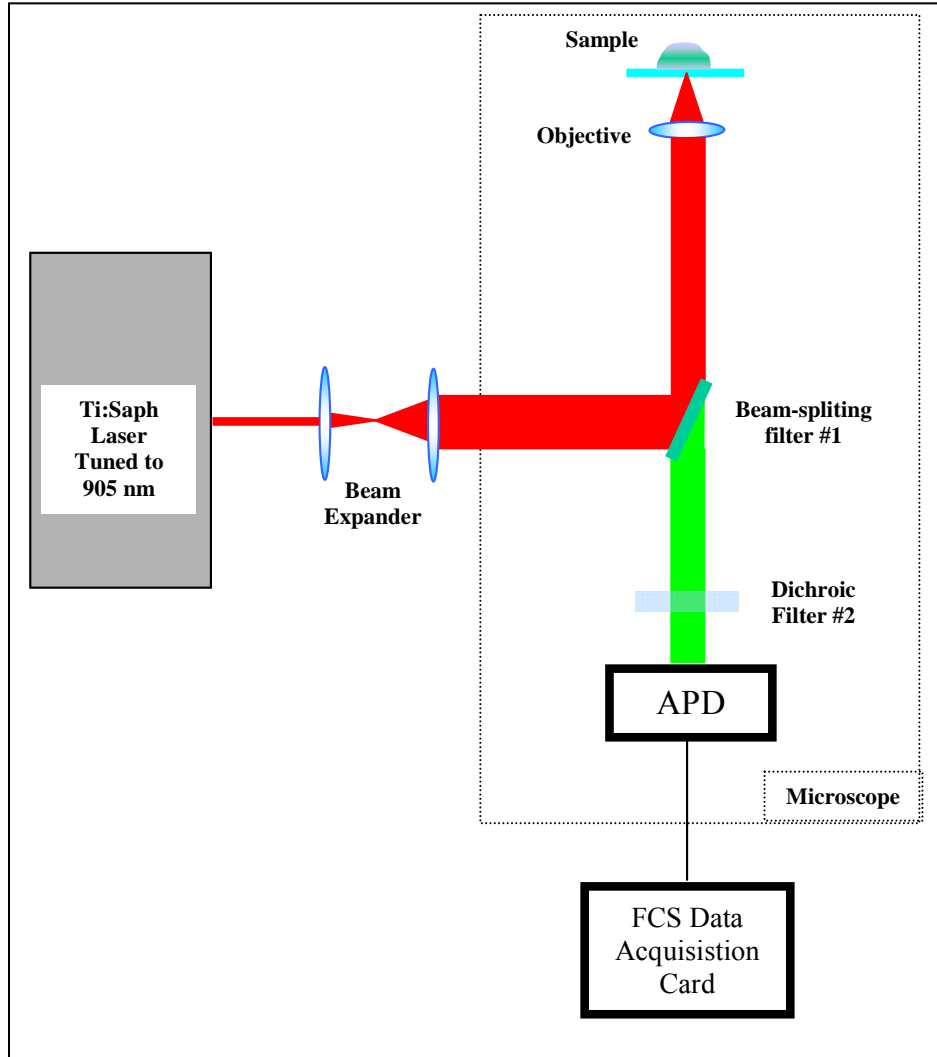 Sample
Objective
Ti:Saph
Laser
Tuned to
905 nm
Beam
Expander
Beam-spliting
filter #1
Dichroic
Filter #2
APD
Microscope
FCS Data
Acquisistion
Card